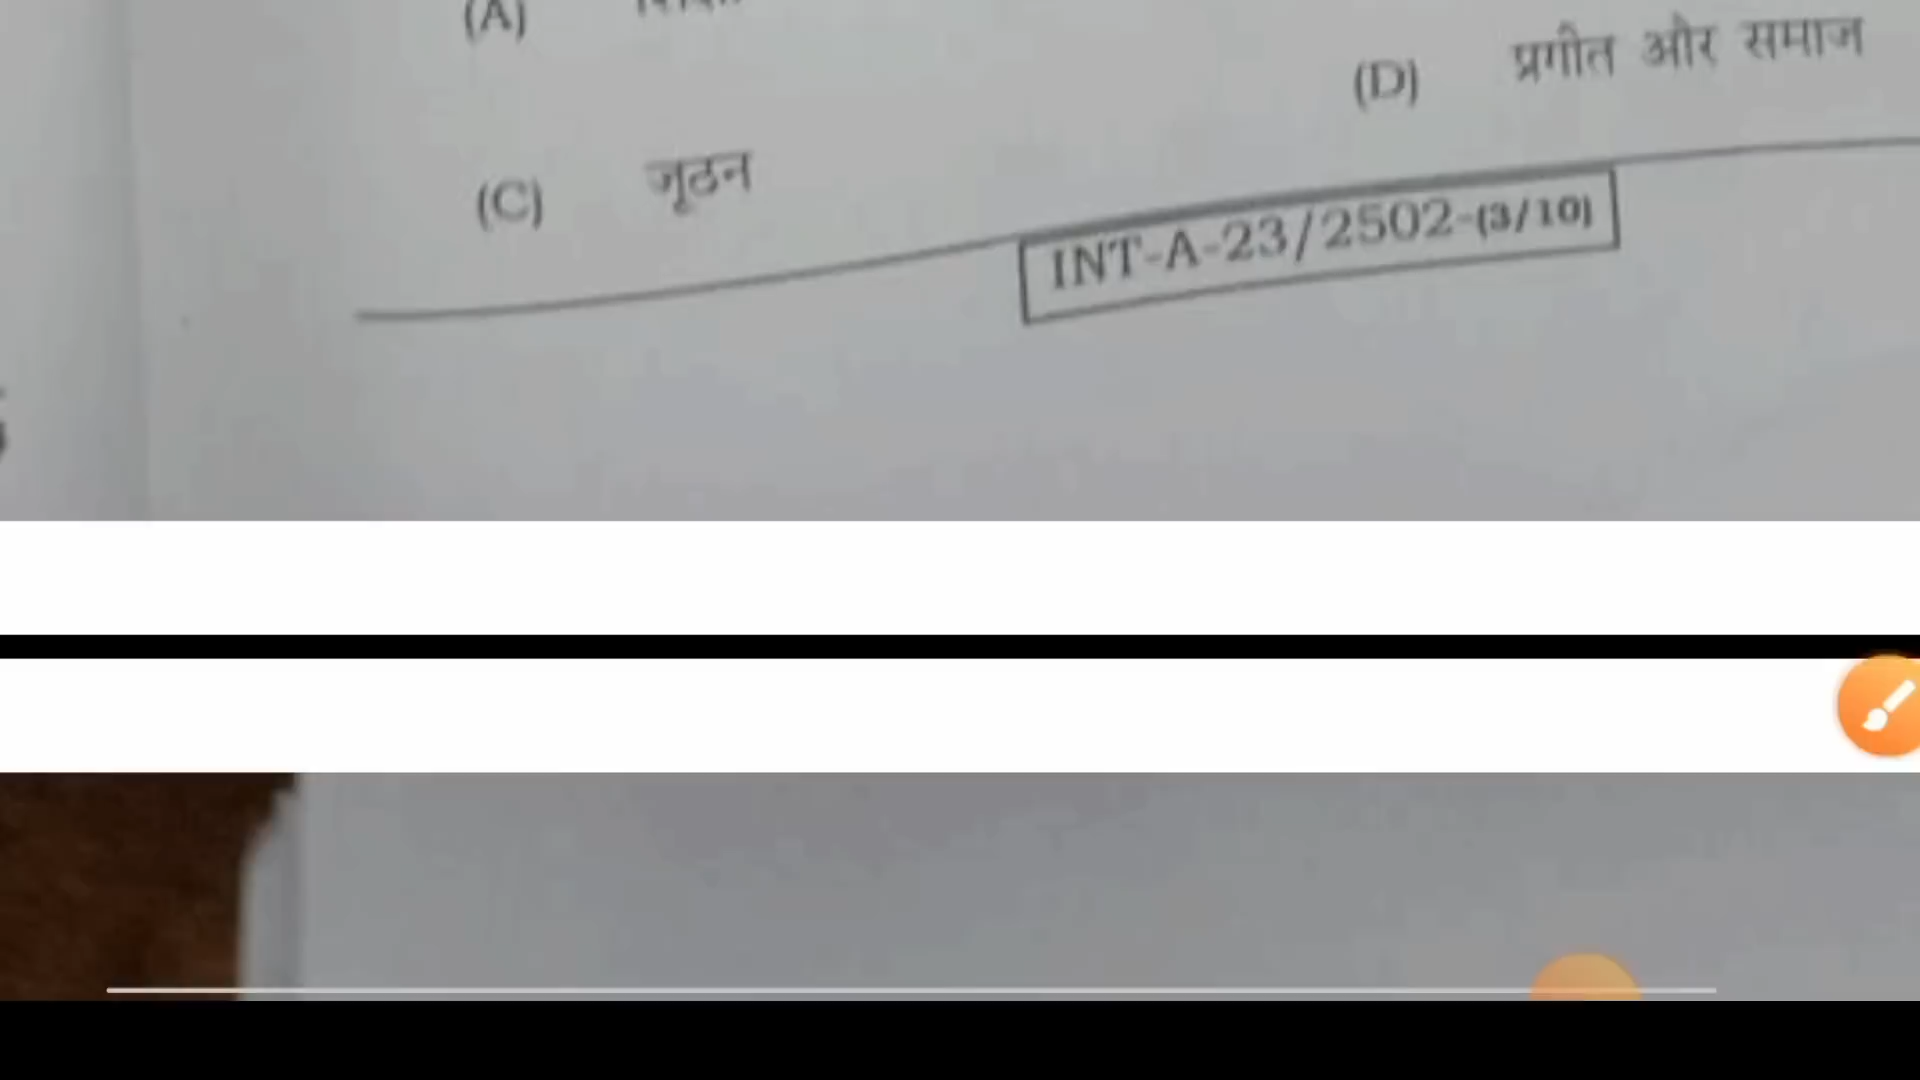 (A)
(D) प्रगीत और समाज
(C) जूठन
INT-A-23/2502-(3/10)